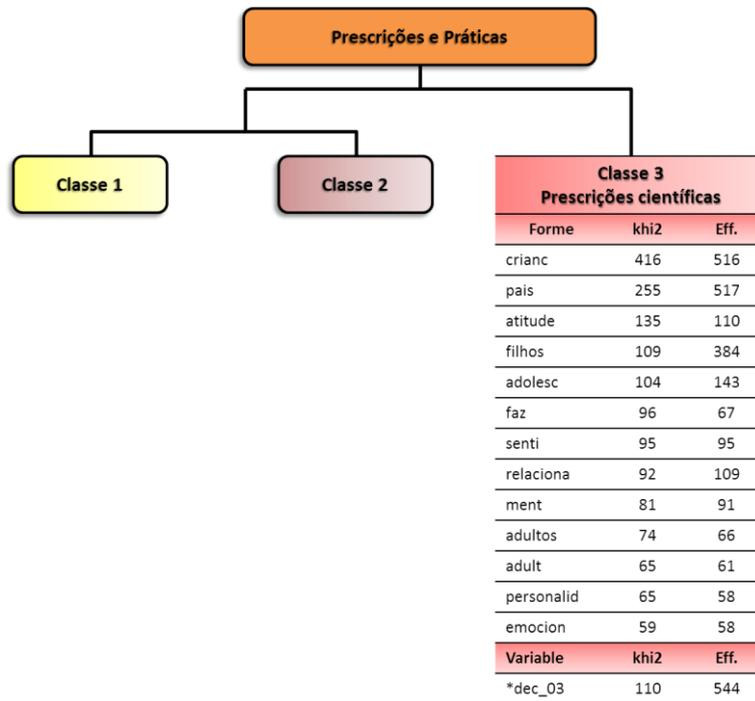 Prescrições e Práticas
Classe 1
Classe 2
Classe 3
Prescrições científicas
Forme khi2 Eff.
crianc 416 516
pais 255 517
atitude 135 110
filhos 109 384
adolesc 104 143
faz 96 67
senti 95 95
relaciona 92 109
ment 81 91
adultos 74 66
adult 65 61
personalid 65 58
emocion 59 58
Variable khi2 Eff.
*dec_03 110 544